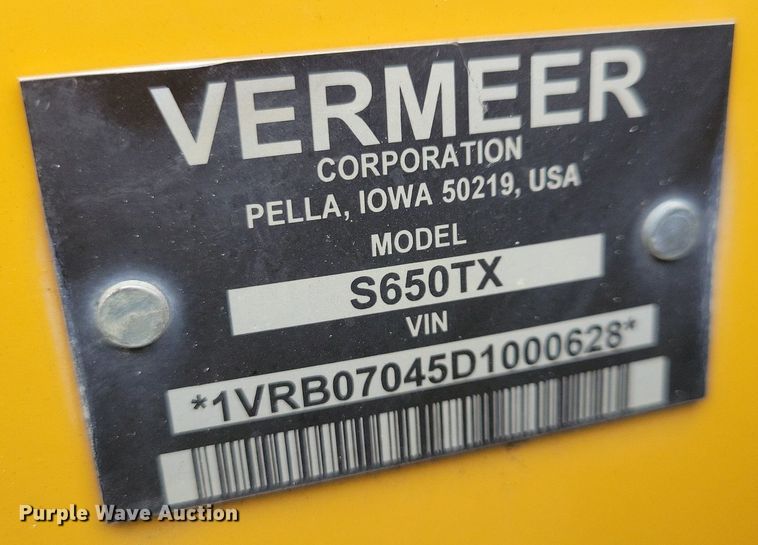 VERMEER
CORPORATION
PELLA, IOWA 50219, USA
MODEL
S650TX
VIN
*1VRB07045D1000628*
Purple Wave Auction